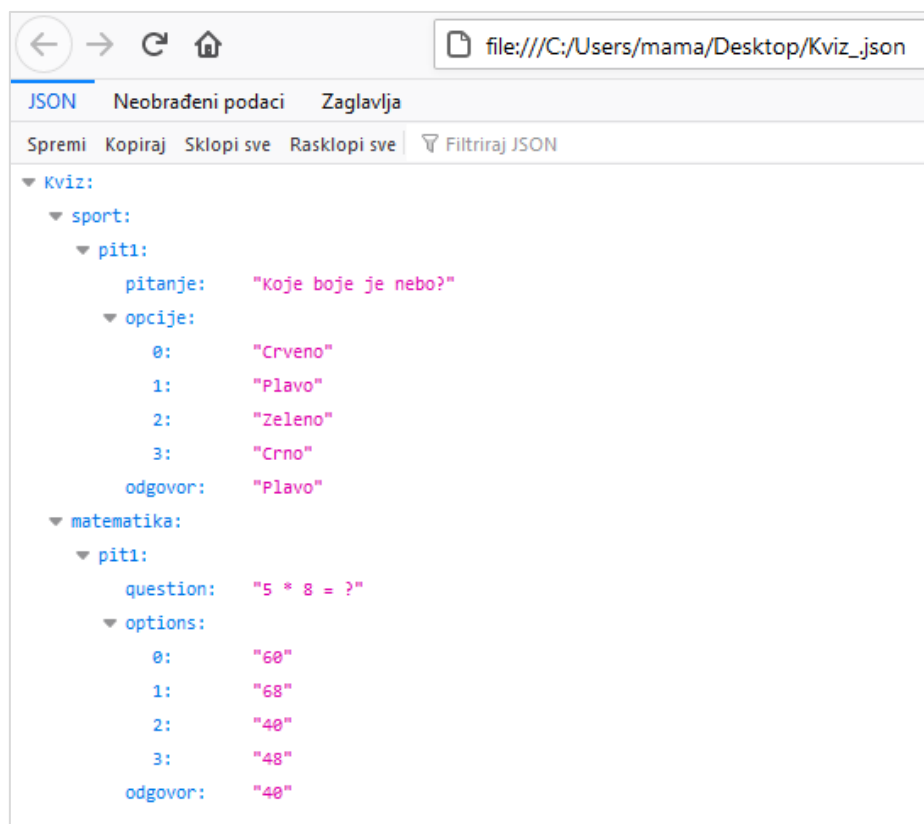 file:///C:/Users/mama/Desktop/Kviz_.json
JSON Neobrađeni podaci Zaglavlja
Spremi Kopiraj Sklopi sve Rasklopi sve Filtriraj JSON
Kviz:
sport:
pit1:
pitanje: "Koje boje je nebo?"
opcije:
0: "Crveno"
1: "Plavo"
2: "Zeleno"
3: "Crno"
odgovor: "Plavo"
matematika:
pit1:
question: "5 * 8 = ?"
options:
0: "60"
1: "68"
2: "40"
3: "48"
odgovor: "40"